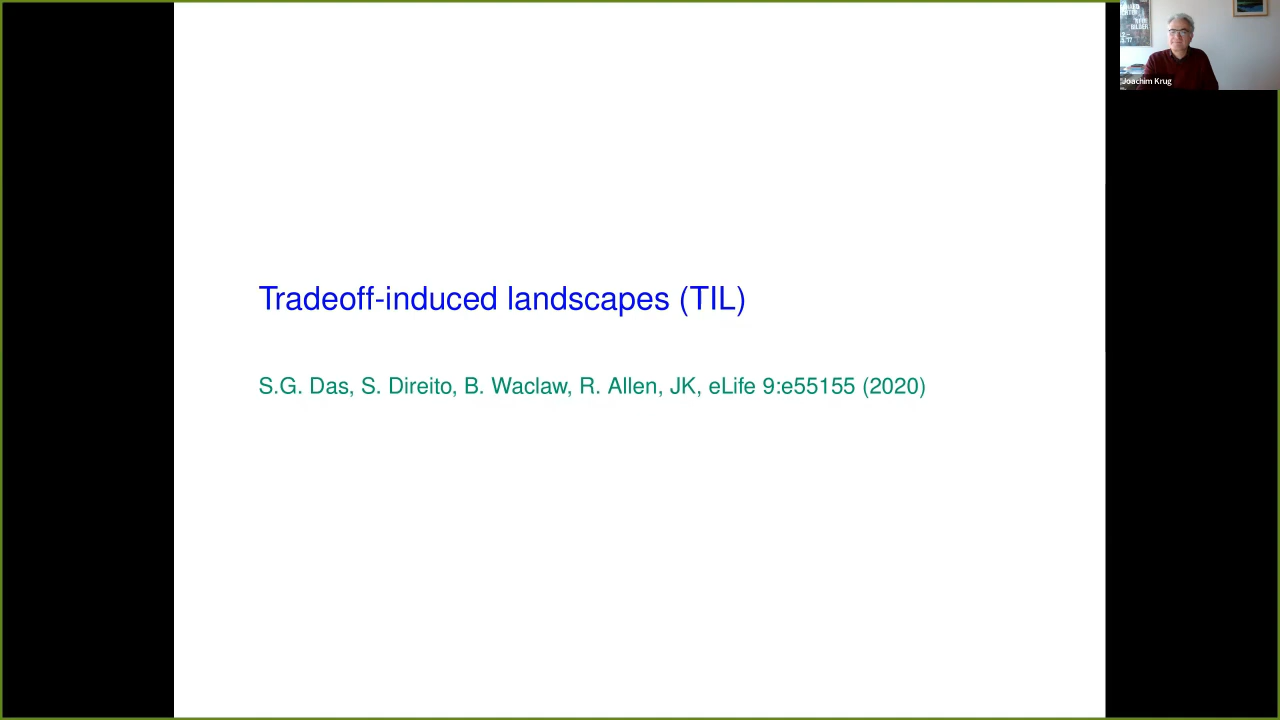 Tradeoff-induced landscapes (TIL)
S.G. Das, S. Direito, B. Waclaw, R. Allen, JK, eLife 9:e55155 (2020)
Joachim Krug